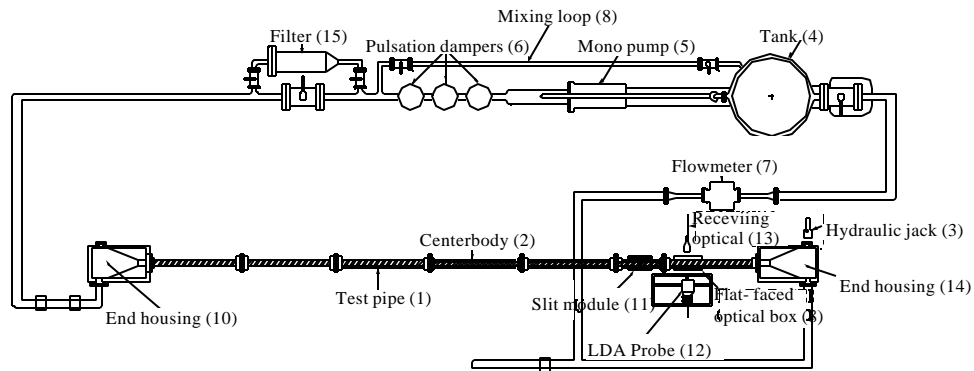 Mixing loop (8)
Filter (15)
Pulsation dampers (6)
Mono pump (5)
Tank (4)
Flowmeter (7)
Receviing
optical (13)
Hydraulic jack (3)
Centerbody (2)
Test pipe (1)
Slit module (11)
Flat- faced
optical box
End housing (14)
End housing (10)
LDA Probe (12)